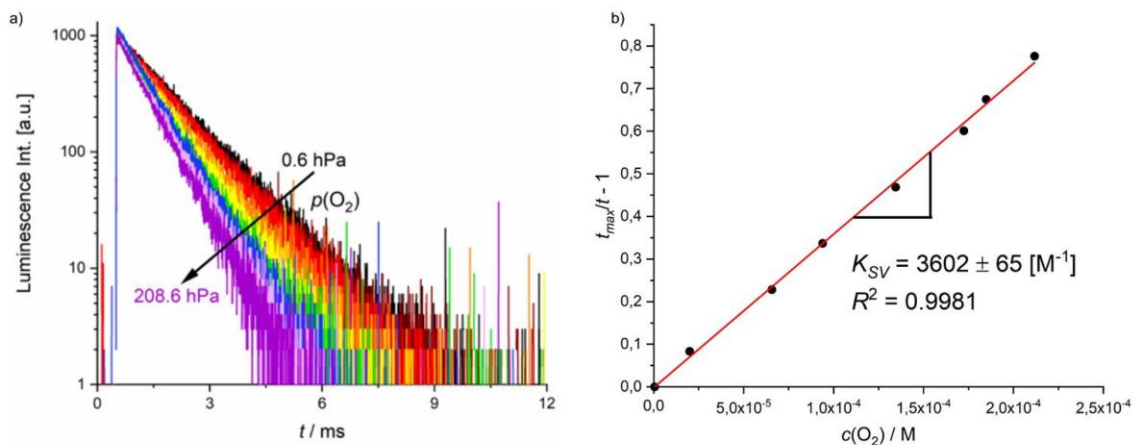 a)
1000
100
10
1
Luminescence Int. [a.u.]
0.6 hPa
p(O₂)
208.6 hPa
0 3 6 9 12
t / ms
b)
0,8
0,7
0,6
0,5
0,4
0,3
0,2
0,1
0,0
t_max/t - 1
K_SV = 3602 ± 65 [M⁻¹]
R² = 0.9981
0,0 5,0x10⁻⁵ 1,0x10⁻⁴ 1,5x10⁻⁴ 2,0x10⁻⁴ 2,5x10⁻⁴
c(O₂) / M